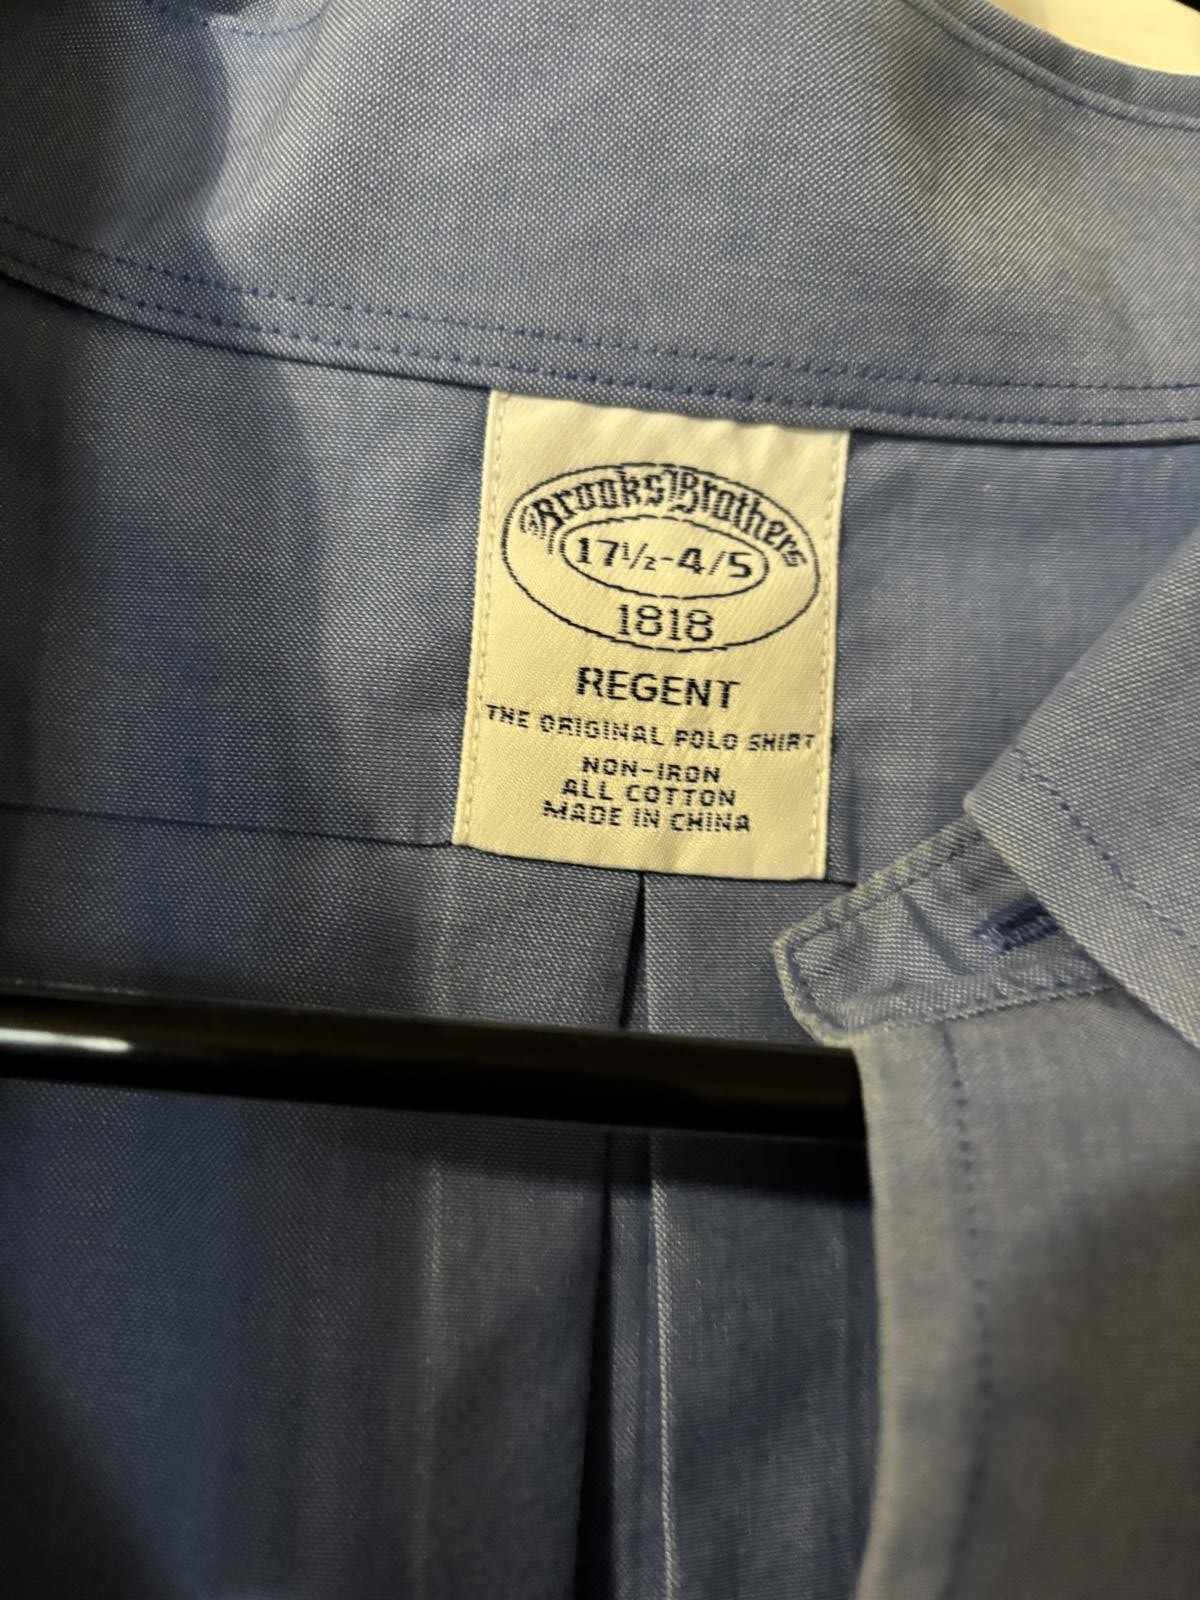 Brooks Brothers
17½-4/5
1818
REGENT
THE ORIGINAL POLO SHIRT
NON-IRON
ALL COTTON
MADE IN CHINA